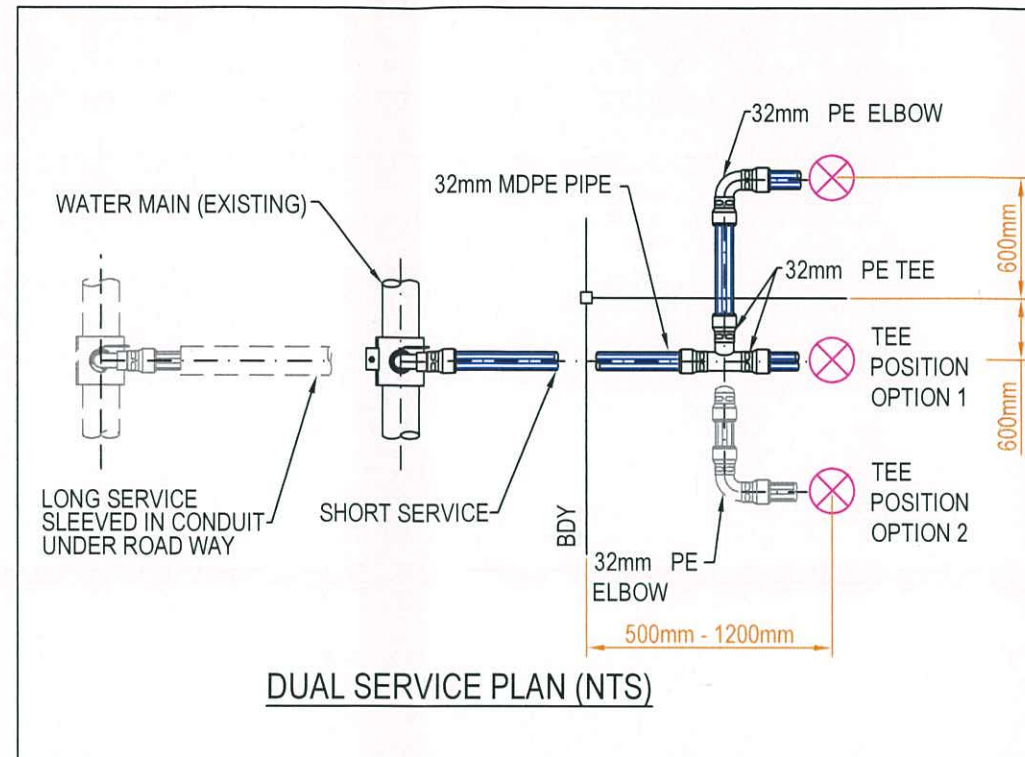 32mm PE ELBOW
32mm MDPE PIPE
WATER MAIN (EXISTING)
600mm
32mm PE TEE
TEE
POSITION
OPTION 1
600mm
LONG SERVICE
SLEEVED IN CONDUIT
UNDER ROAD WAY
SHORT SERVICE
BDY
TEE
POSITION
OPTION 2
32mm PE
ELBOW
500mm - 1200mm
DUAL SERVICE PLAN (NTS)